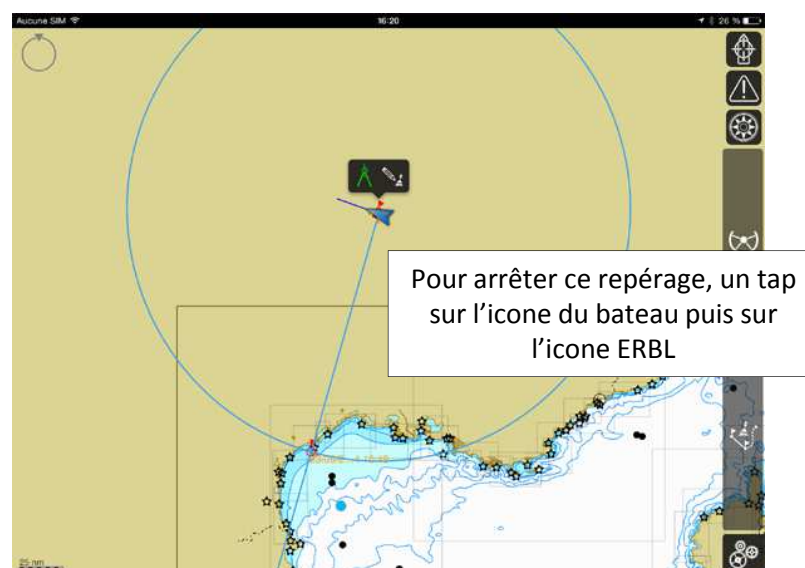 Aucune SIM 16:20 26 %
Pour arrêter ce repérage, un tap
sur l’icone du bateau puis sur
l’icone ERBL
25 nm